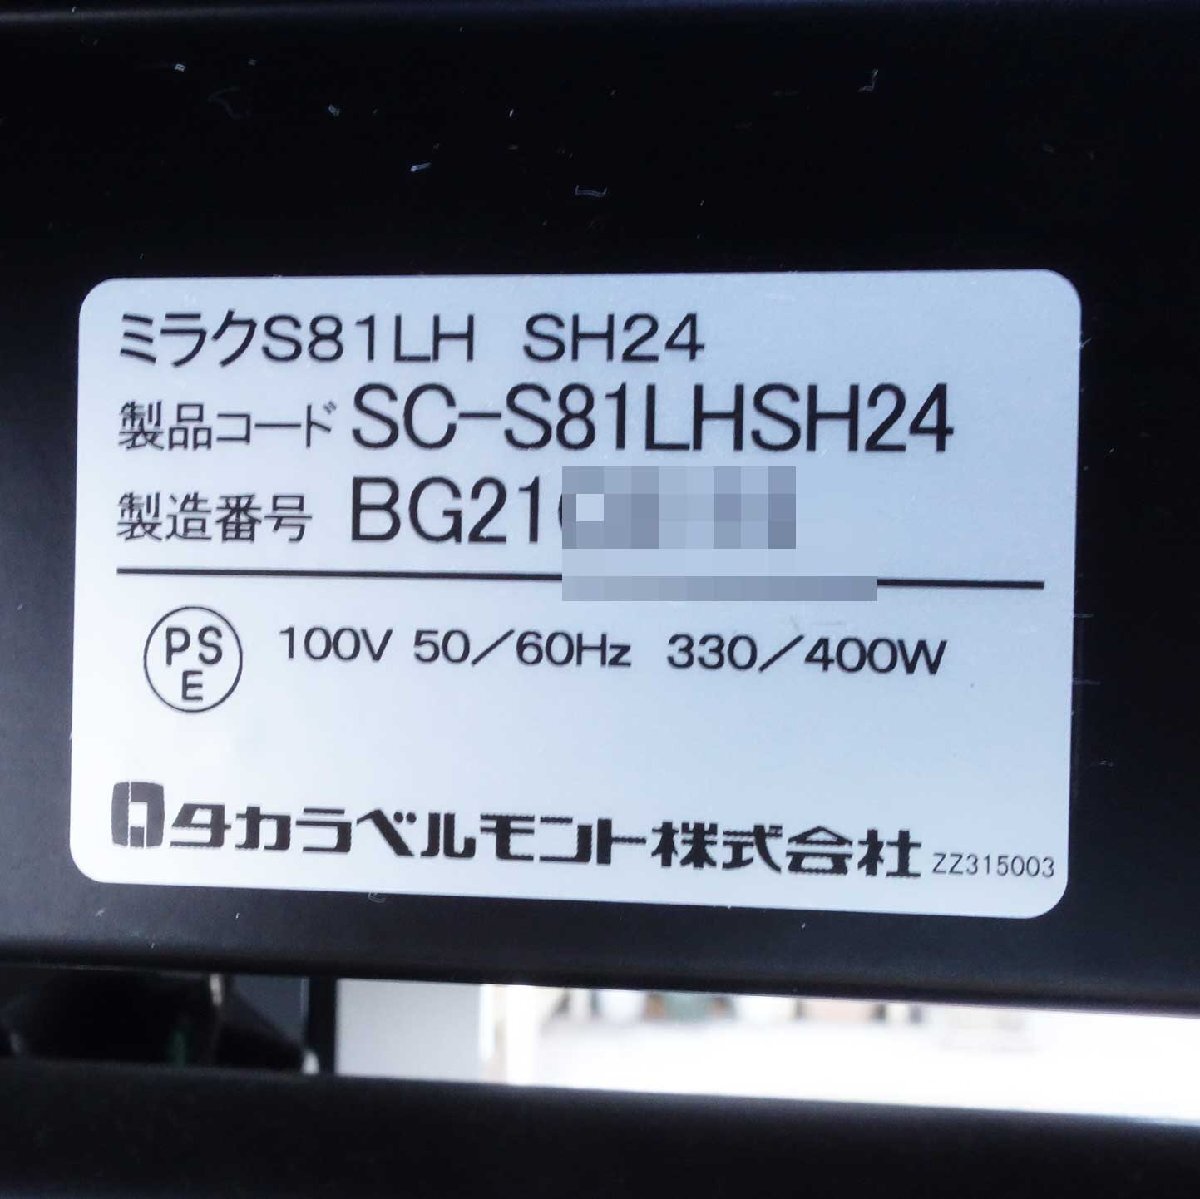 ミラクS81LH SH24
製品コード SC-S81LHSH24
製造番号 BG21
PSE 100V 50/60Hz 330/400W
タカラベルモント株式会社 ZZ315003